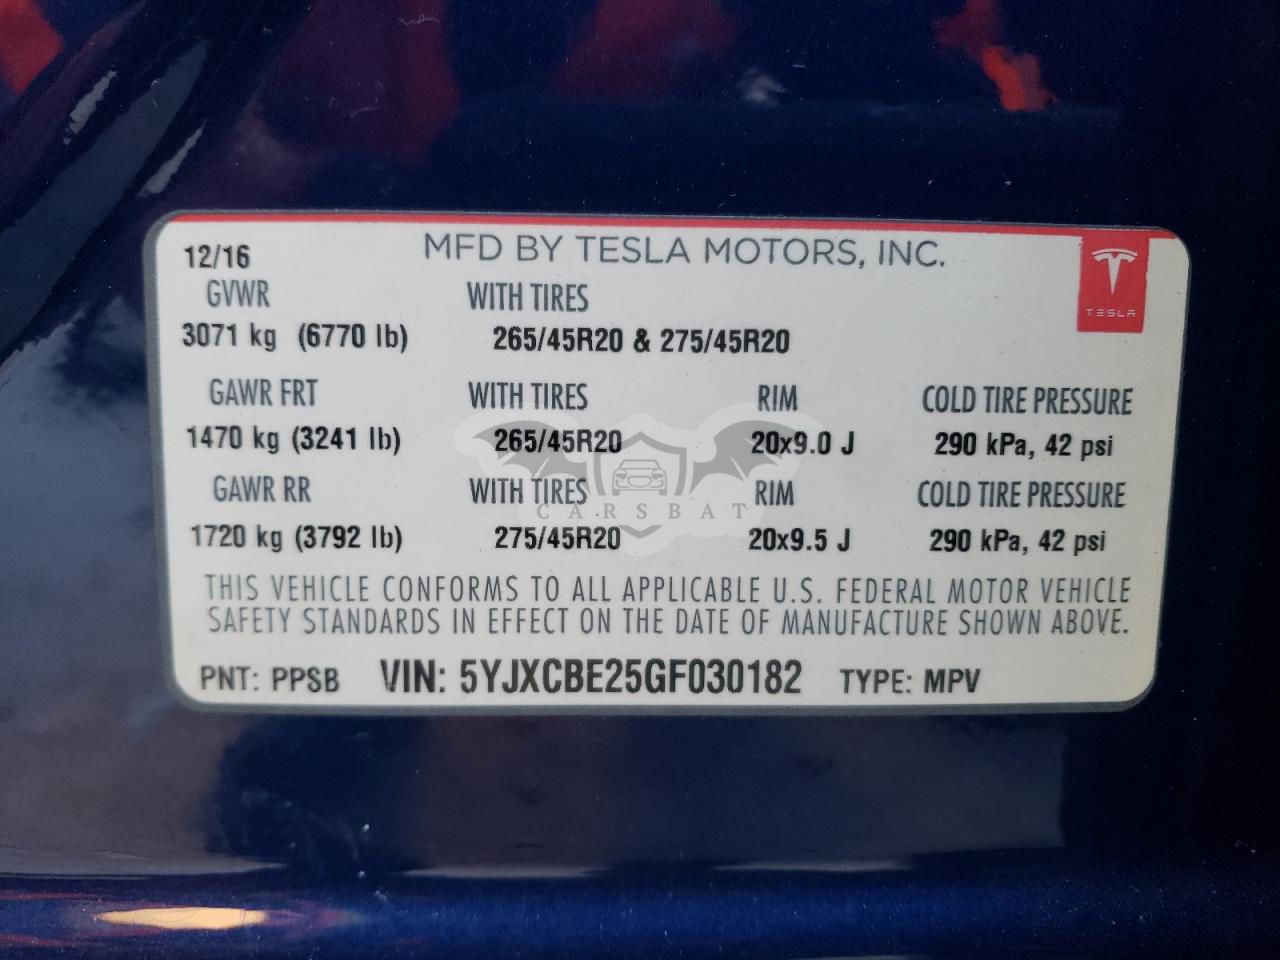 12/16 MFD BY TESLA MOTORS, INC.
TESLA
GVWR WITH TIRES
3071 kg (6770 lb) 265/45R20 & 275/45R20
GAWR FRT WITH TIRES RIM COLD TIRE PRESSURE
1470 kg (3241 lb) 265/45R20 20x9.0 J 290 kPa, 42 psi
GAWR RR WITH TIRES RIM COLD TIRE PRESSURE
CARSBAT
1720 kg (3792 lb) 275/45R20 20x9.5 J 290 kPa, 42 psi
THIS VEHICLE CONFORMS TO ALL APPLICABLE U.S. FEDERAL MOTOR VEHICLE
SAFETY STANDARDS IN EFFECT ON THE DATE OF MANUFACTURE SHOWN ABOVE.
PNT: PPSB VIN: 5YJXCBE25GF030182 TYPE: MPV